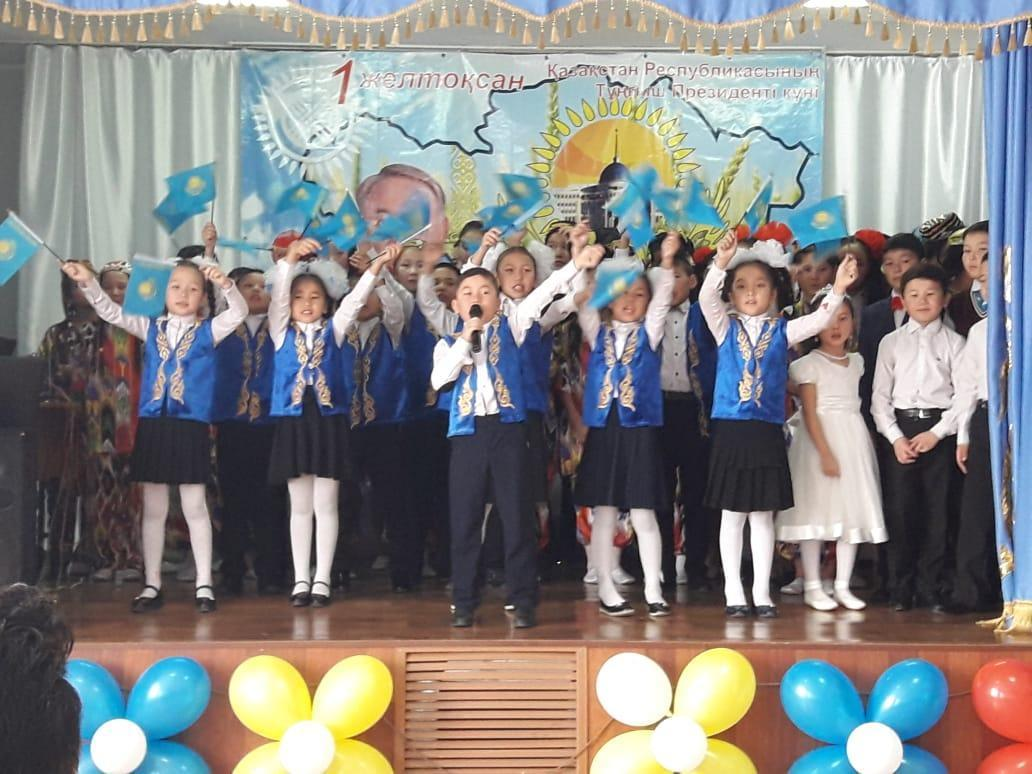 1 желтоқсан
Қазақстан Республикасының
Тұңғыш Президенті күні